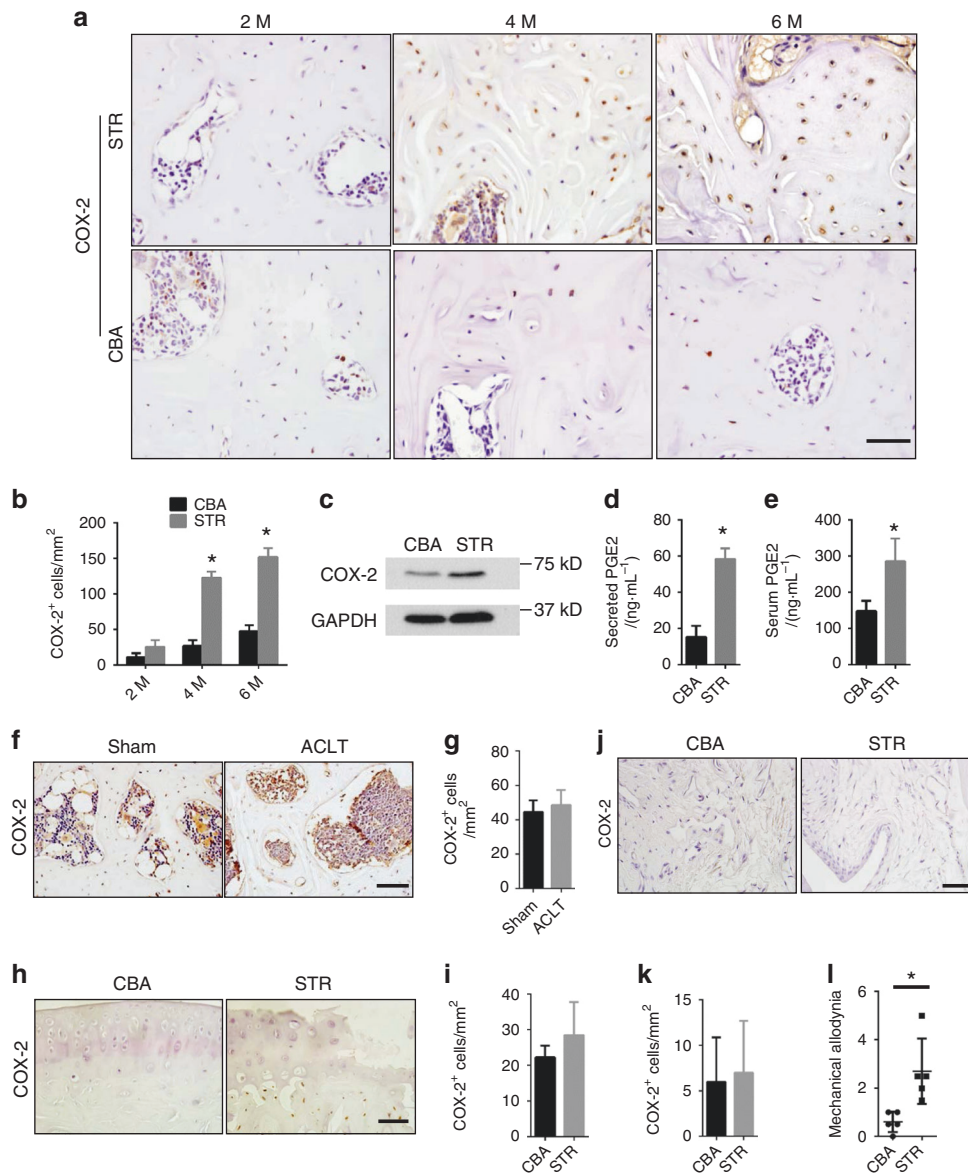 a
2 M 4 M 6 M
COX-2
STR
CBA
b
CBA
STR
COX-2⁺ cells/mm²
200
150
100
50
0
* *
2 M 4 M 6 M
c
CBA STR
COX-2
75 kD
GAPDH
37 kD
d
Secreted PGE2
/(ng·mL⁻¹)
80
60
40
20
0
*
CBA STR
e
Serum PGE2
/(ng·mL⁻¹)
400
300
200
100
0
*
CBA STR
f
Sham ACLT
COX-2
g
COX-2⁺ cells
/mm²
80
60
40
20
0
Sham ACLT
j
CBA STR
COX-2
h
CBA STR
COX-2
i
COX-2⁺ cells/mm²
40
30
20
10
0
CBA STR
k
COX-2⁺ cells/mm²
15
10
5
0
CBA STR
l
Mechanical allodynia
6
4
2
0
*
CBA STR